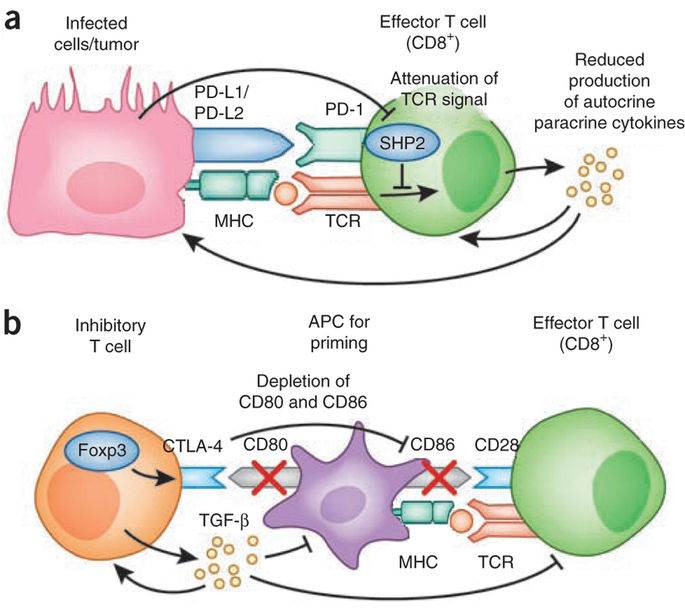 a
Infected
cells/tumor
Effector T cell
(CD8⁺)
Reduced
production
of autocrine
paracrine cytokines
Attenuation of
TCR signal
PD-L1/
PD-L2
PD-1
SHP2
MHC
TCR
b
Inhibitory
T cell
APC for
priming
Effector T cell
(CD8⁺)
Depletion of
CD80 and CD86
Foxp3
CTLA-4
CD80
CD86
CD28
TGF-β
MHC
TCR